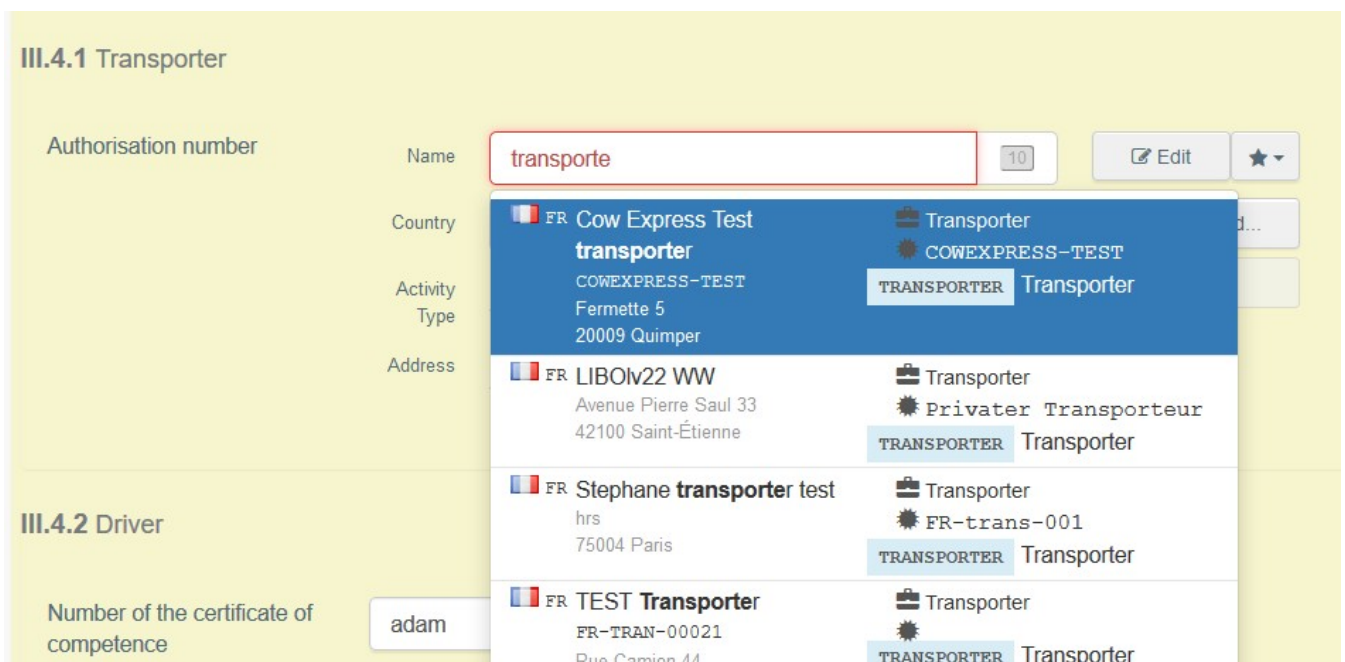 III.4.1 Transporter
Authorisation number
Name
transporte
10
Edit
Country
d...
Activity
Type
Address
FR Cow Express Test
transporter
COWEXPRESS-TEST
Fermette 5
20009 Quimper
Transporter
COWEXPRESS-TEST
TRANSPORTER Transporter
FR LIBOlv22 WW
Avenue Pierre Saul 33
42100 Saint-Étienne
Transporter
Privater Transporteur
TRANSPORTER Transporter
FR Stephane transporter test
hrs
75004 Paris
Transporter
FR-trans-001
TRANSPORTER Transporter
FR TEST Transporter
FR-TRAN-00021
Rue Camion 44
Transporter
TRANSPORTER Transporter
III.4.2 Driver
Number of the certificate of
competence
adam